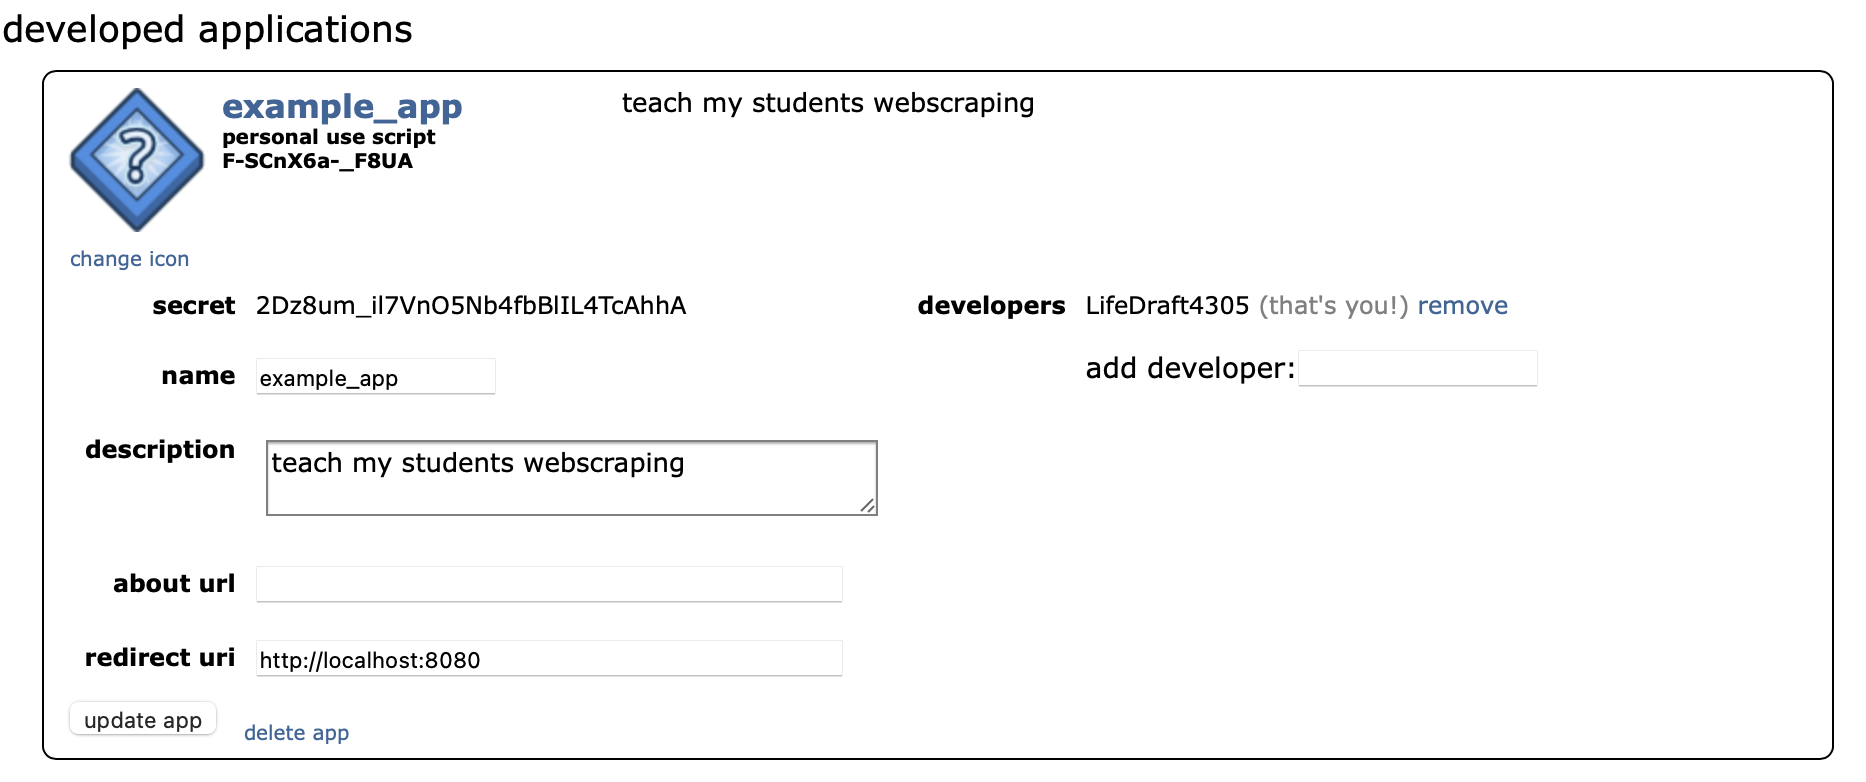 developed applications
example_app
teach my students webscraping
personal use script
F-SCnX6a-_F8UA
change icon
secret 2Dz8um_il7VnO5Nb4fbBlIL4TcAhhA
developers LifeDraft4305 (that's you!) remove
name example_app
add developer:
description teach my students webscraping
about url
redirect uri http://localhost:8080
update app delete app